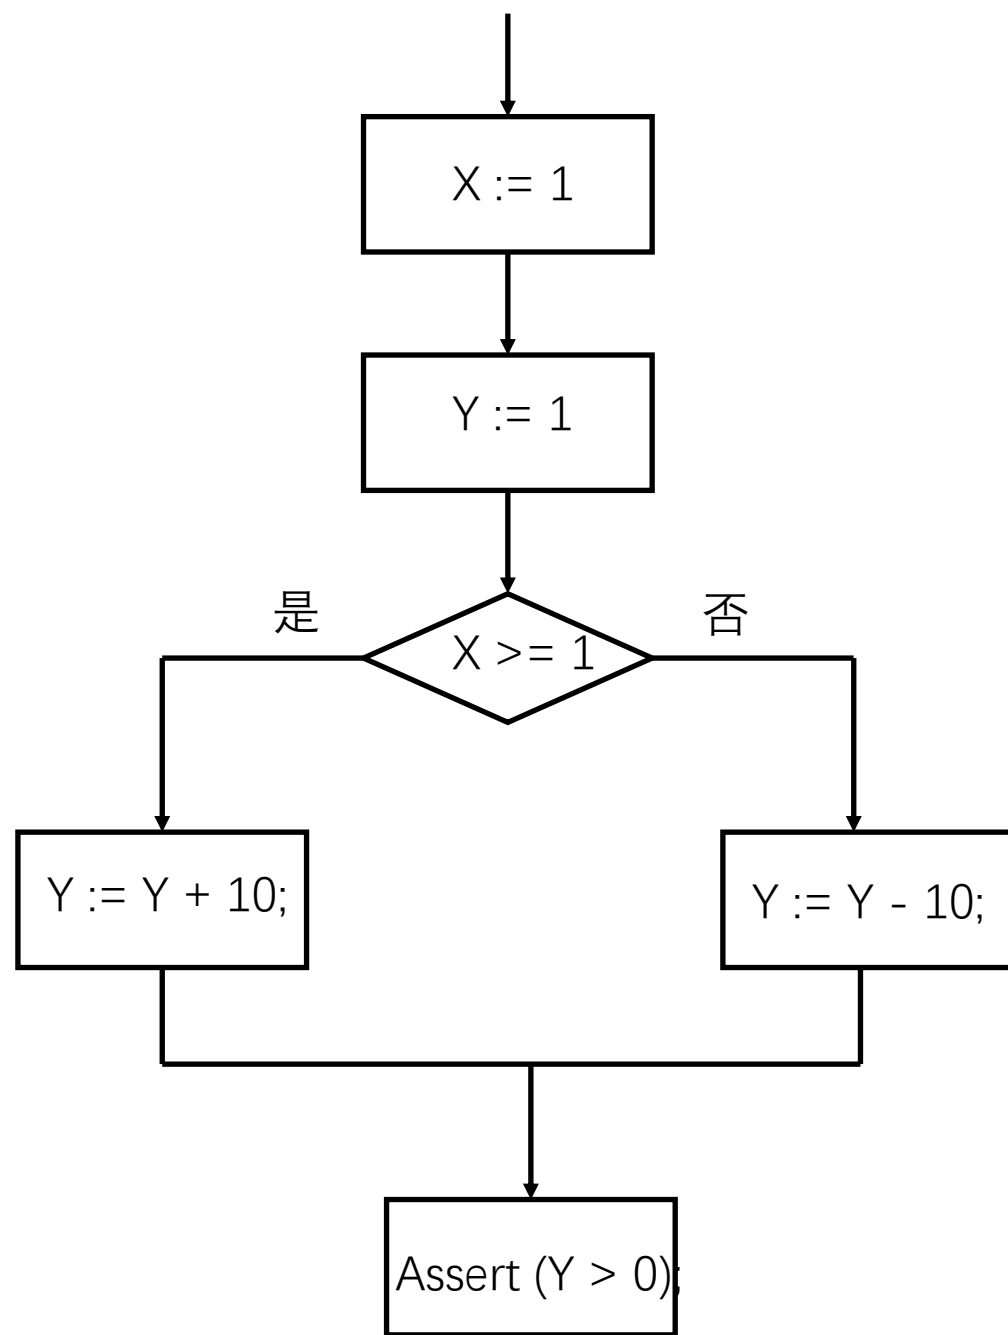 X := 1
Y := 1
是
否
X >= 1
Y := Y + 10;
Y := Y - 10;
Assert (Y > 0);